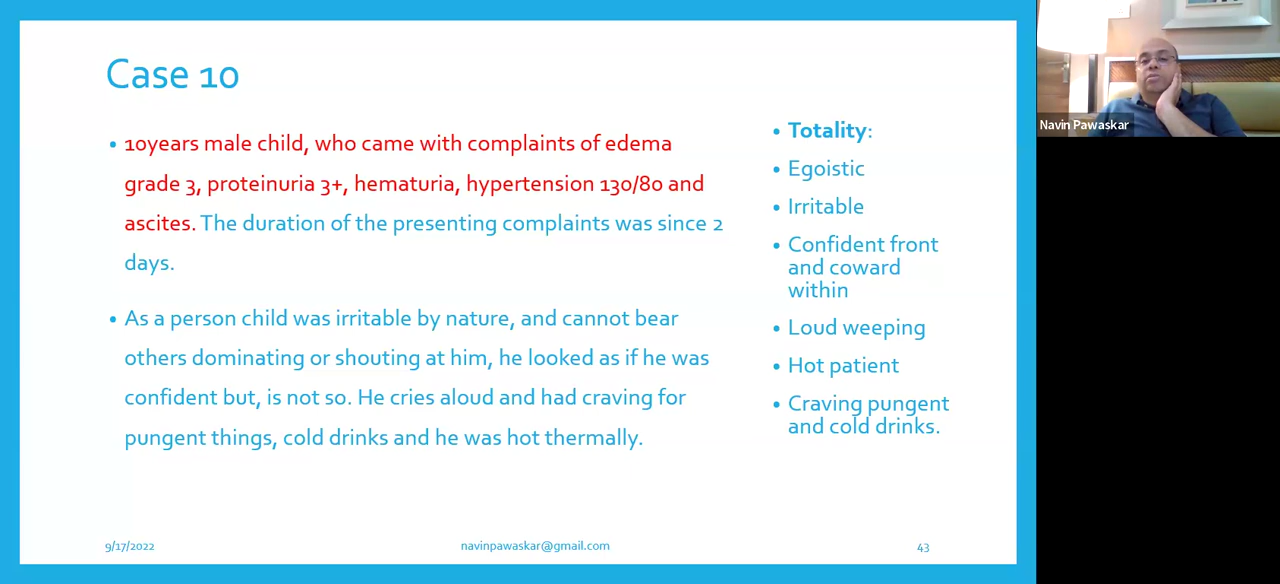 Case 10
• 10years male child, who came with complaints of edema
grade 3, proteinuria 3+, hematuria, hypertension 130/80 and
ascites. The duration of the presenting complaints was since 2
days.
• As a person child was irritable by nature, and cannot bear
others dominating or shouting at him, he looked as if he was
confident but, is not so. He cries aloud and had craving for
pungent things, cold drinks and he was hot thermally.
• Totality:
• Egoistic
• Irritable
• Confident front
and coward
within
• Loud weeping
• Hot patient
• Craving pungent
and cold drinks.
9/17/2022
navinpawaskar@gmail.com
43
Navin Pawaskar